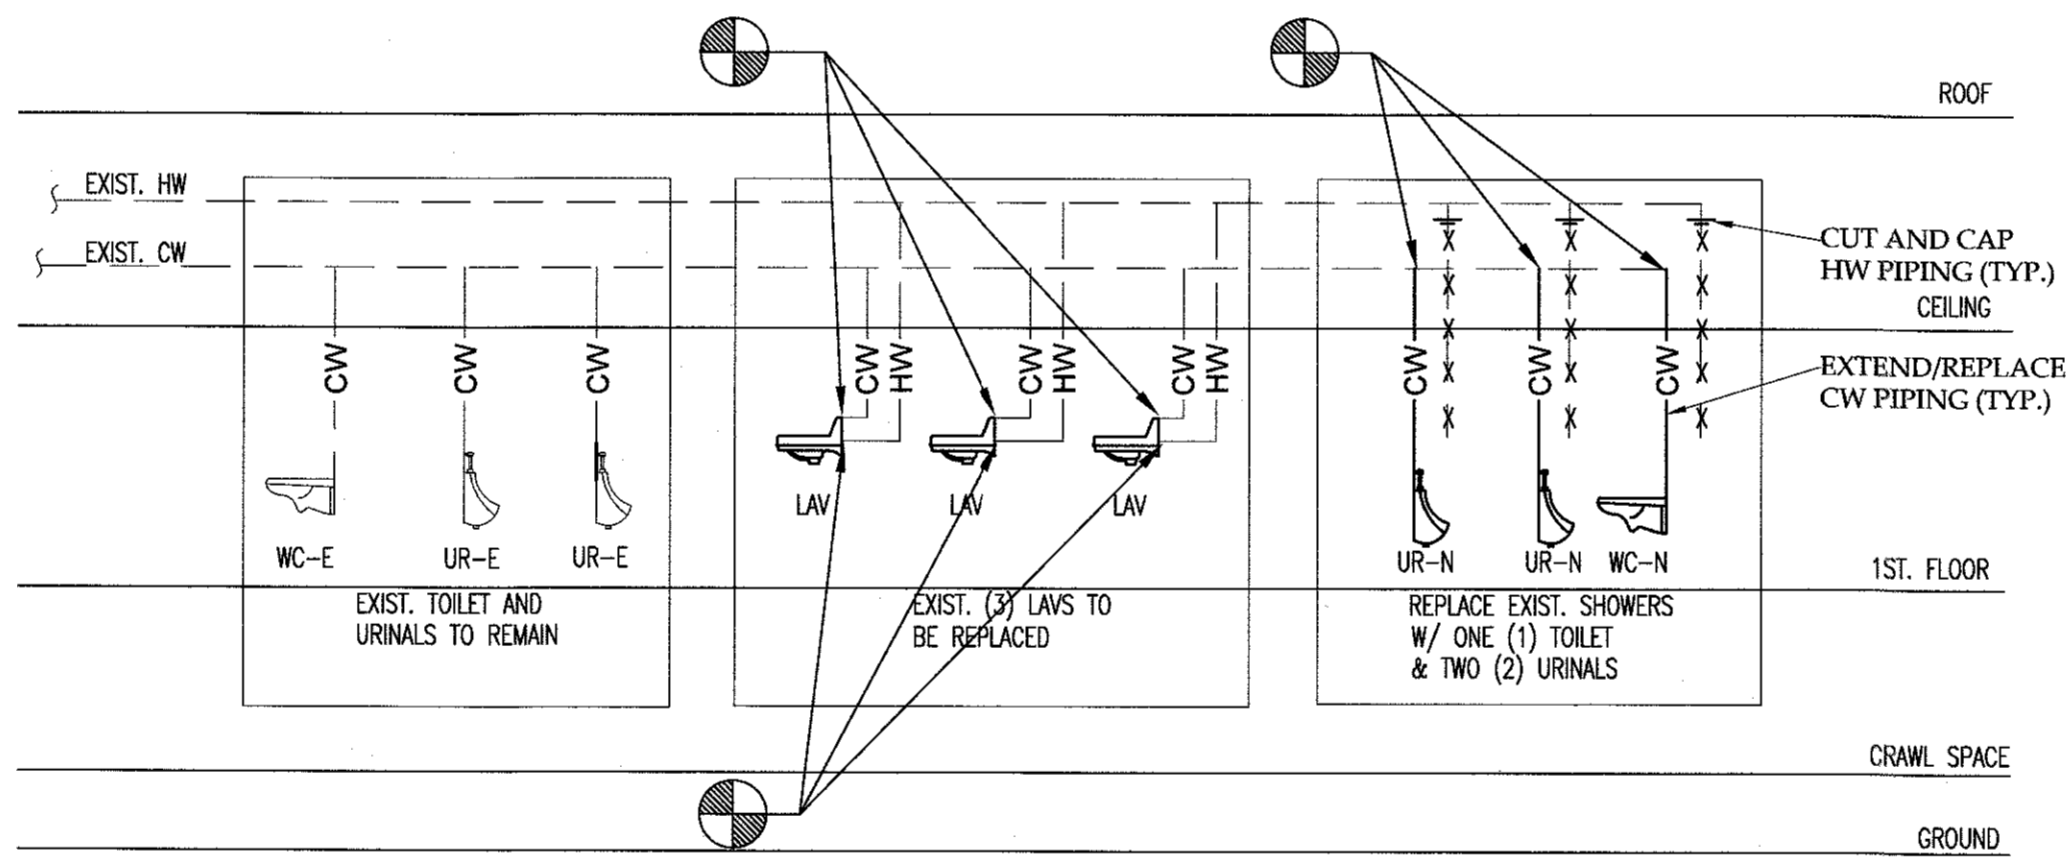 ROOF
EXIST. HW
EXIST. CW
CUT AND CAP
HW PIPING (TYP.)
CEILING
CW
CW
CW
CW
HW
CW
HW
CW
HW
CW
CW
CW
EXTEND/REPLACE
CW PIPING (TYP.)
LAV
LAV
LAV
WC-E
UR-E
UR-E
UR-N
UR-N
WC-N
1ST. FLOOR
EXIST. TOILET AND
URINALS TO REMAIN
EXIST. (3) LAVS TO
BE REPLACED
REPLACE EXIST. SHOWERS
W/ ONE (1) TOILET
& TWO (2) URINALS
CRAWL SPACE
GROUND